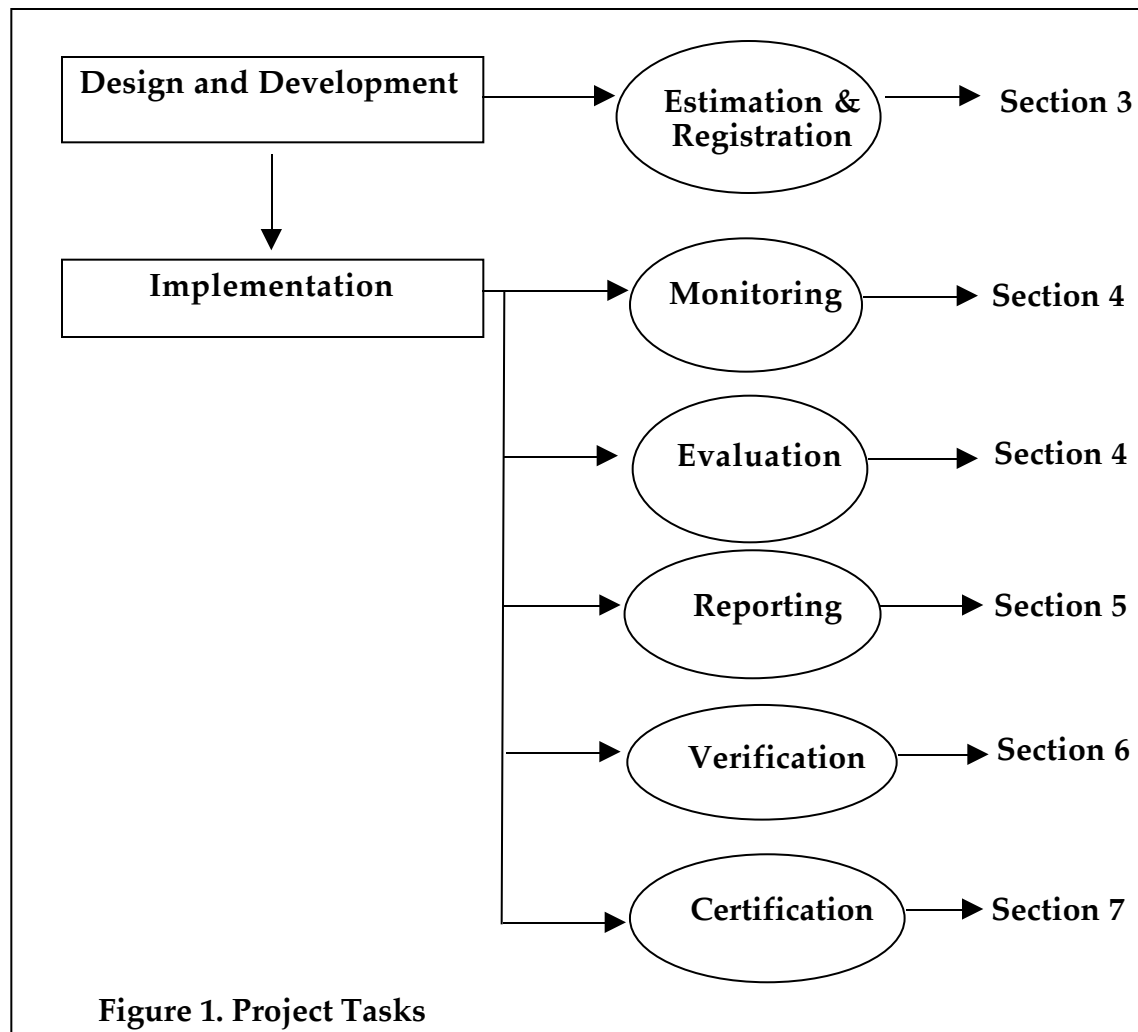 Design and Development
Estimation &
Registration
Section 3
Implementation
Monitoring
Section 4
Evaluation
Section 4
Reporting
Section 5
Verification
Section 6
Certification
Section 7
Figure 1. Project Tasks